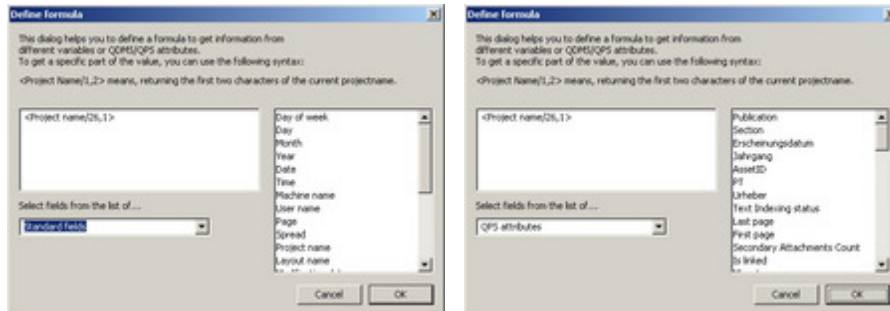 Define formula
This dialog helps you to define a formula to get information from
different variables or QDMS/QPS attributes.
To get a specific part of the value, you can use the following syntax:
<Project Name/1,2> means, returning the first two characters of the current projectname.
<Project name/26,1>
Day of week
Day
Month
Year
Date
Time
Machine name
User name
Page
Spread
Project name
Layout name
Select fields from the list of...
Standard fields
Cancel
OK
Define formula
This dialog helps you to define a formula to get information from
different variables or QDMS/QPS attributes.
To get a specific part of the value, you can use the following syntax:
<Project Name/1,2> means, returning the first two characters of the current projectname.
<Project name/26,1>
Publication
Section
Erscheinungsdatum
Jahrgang
AssetID
PT
Urheber
Text Indexing status
Last page
First page
Secondary Attachments Count
Is linked
Select fields from the list of...
QPS attributes
Cancel
OK